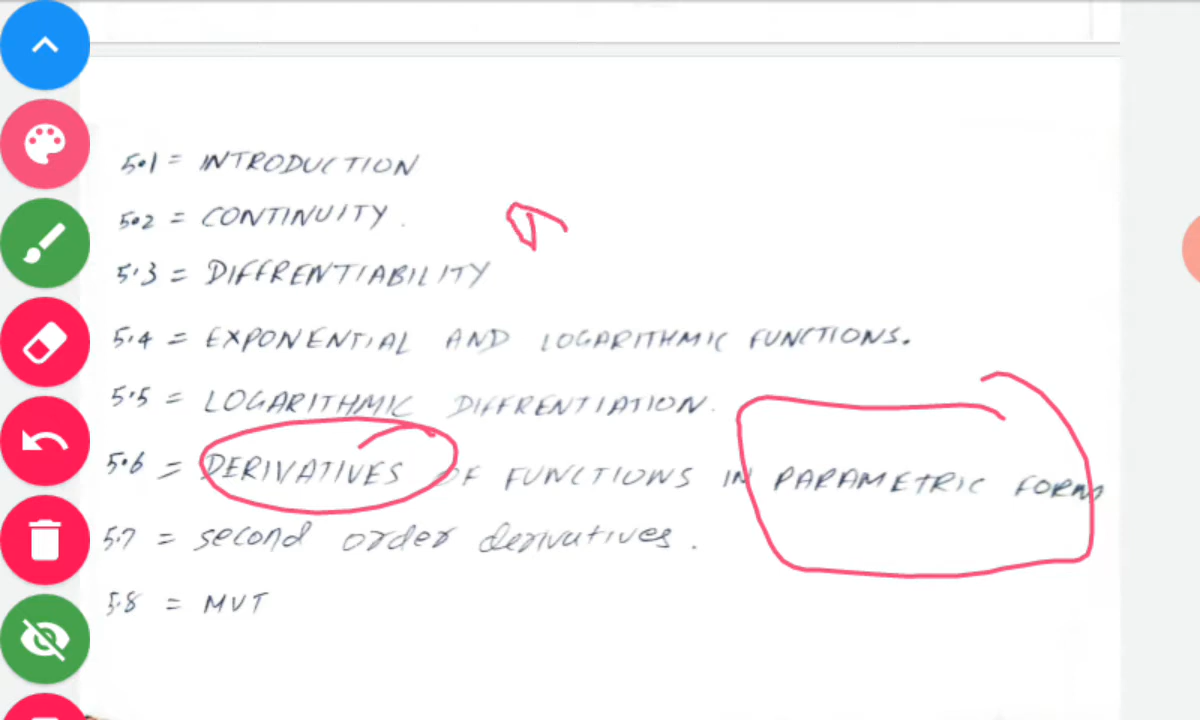 5.1 = INTRODUCTION
5.2 = CONTINUITY.
5.3 = DIFFRENTIABILITY
5.4 = EXPONENTIAL AND LOGARITHMIC FUNCTIONS.
5.5 = LOGARITHMIC DIFFRENTIATION.
5.6 = DERIVATIVES OF FUNCTIONS IN PARAMETRIC FORMS
5.7 = second order derivatives.
5.8 = MVT